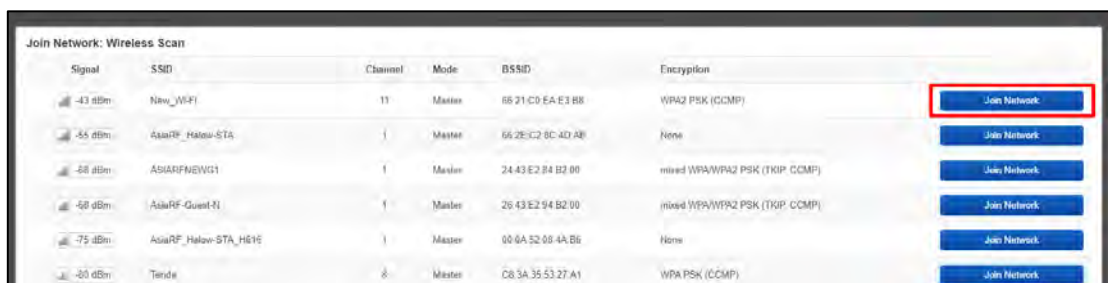 Join Network: Wireless Scan
Signal SSID Channel Mode BSSID Encryption
-43 dBm New_WI-FI 11 Master 66:21:C0:EA:E3:B8 WPA2 PSK (CCMP) Join Network
-55 dBm AsiaRF_Halow-STA 1 Master 66:2E:C2:8C:4D:AB None Join Network
-68 dBm ASIARFNEWG1 1 Master 24:43:E2:84:B2:00 mixed WPA/WPA2 PSK (TKIP, CCMP) Join Network
-68 dBm AsiaRF-Guest-N 1 Master 26:43:E2:94:B2:00 mixed WPA/WPA2 PSK (TKIP, CCMP) Join Network
-75 dBm AsiaRF_Halow-STA_H616 1 Master 00:0A:52:08:4A:B6 None Join Network
-80 dBm Tenda 8 Master C8:3A:35:53:27:A1 WPA PSK (CCMP) Join Network